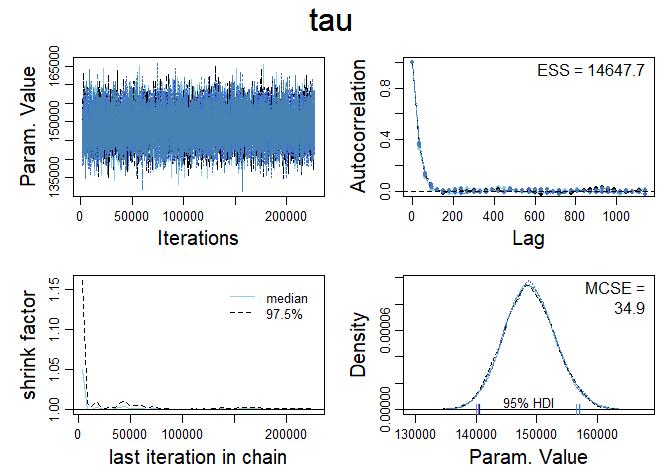 tau
Param. Value
135000
150000
165000
0
50000
100000
200000
Iterations
Autocorrelation
0.0
0.4
0.8
ESS = 14647.7
0
200
400
600
800
1000
Lag
shrink factor
1.00
1.05
1.10
1.15
median
97.5%
0
50000
100000
200000
last iteration in chain
Density
0.00000
0.00006
MCSE =
34.9
95% HDI
130000
140000
150000
160000
Param. Value